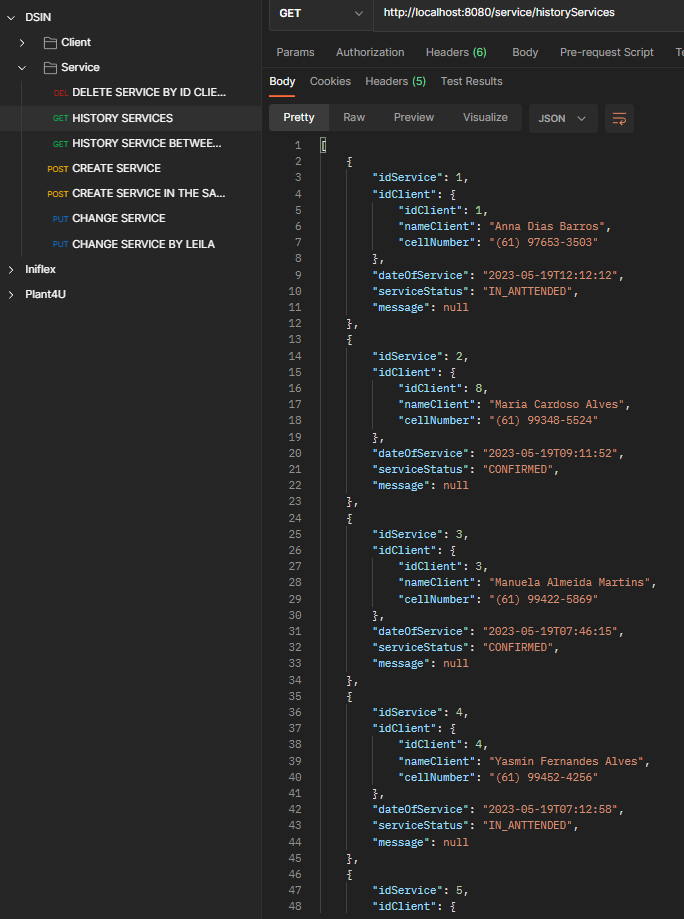 DSIN
Client
Service
DEL DELETE SERVICE BY ID CLIE...
GET HISTORY SERVICES
GET HISTORY SERVICE BETWEE...
POST CREATE SERVICE
POST CREATE SERVICE IN THE SA...
PUT CHANGE SERVICE
PUT CHANGE SERVICE BY LEILA
Iniflex
Plant4U
GET http://localhost:8080/service/historyServices
Params Authorization Headers (6) Body Pre-request Script Te
Body Cookies Headers (5) Test Results
Pretty Raw Preview Visualize JSON
1 [
2 {
3 "idService": 1,
4 "idClient": {
5 "idClient": 1,
6 "nameClient": "Anna Dias Barros",
7 "cellNumber": "(61) 97653-3503"
8 },
9 "dateOfService": "2023-05-19T12:12:12",
10 "serviceStatus": "IN_ANTTENDED",
11 "message": null
12 },
13 {
14 "idService": 2,
15 "idClient": {
16 "idClient": 8,
17 "nameClient": "Maria Cardoso Alves",
18 "cellNumber": "(61) 99348-5524"
19 },
20 "dateOfService": "2023-05-19T09:11:52",
21 "serviceStatus": "CONFIRMED",
22 "message": null
23 },
24 {
25 "idService": 3,
26 "idClient": {
27 "idClient": 3,
28 "nameClient": "Manuela Almeida Martins",
29 "cellNumber": "(61) 99422-5869"
30 },
31 "dateOfService": "2023-05-19T07:46:15",
32 "serviceStatus": "CONFIRMED",
33 "message": null
34 },
35 {
36 "idService": 4,
37 "idClient": {
38 "idClient": 4,
39 "nameClient": "Yasmin Fernandes Alves",
40 "cellNumber": "(61) 99452-4256"
41 },
42 "dateOfService": "2023-05-19T07:12:58",
43 "serviceStatus": "IN_ANTTENDED",
44 "message": null
45 },
46 {
47 "idService": 5,
48 "idClient": {